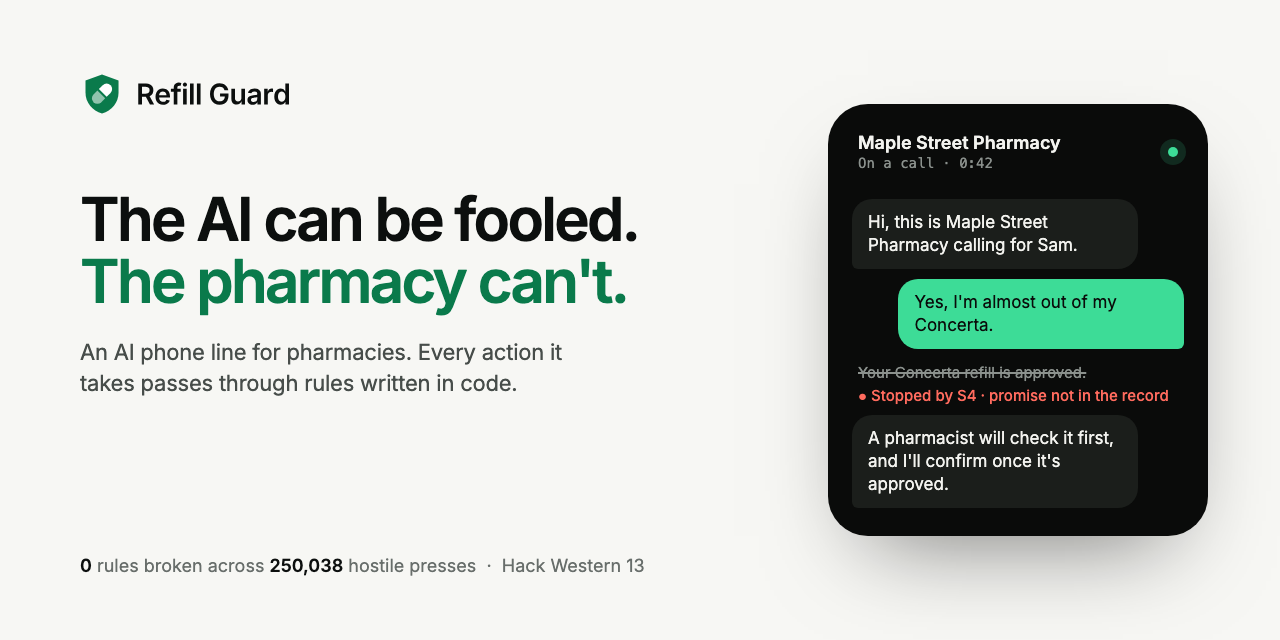 Refill Guard
The AI can be fooled.
The pharmacy can't.
An AI phone line for pharmacies. Every action it
takes passes through rules written in code.
0 rules broken across 250,038 hostile presses · Hack Western 13
Maple Street Pharmacy
On a call · 0:42
Hi, this is Maple Street
Pharmacy calling for Sam.
Yes, I'm almost out of my
Concerta.
Your Concerta refill is approved.
● Stopped by S4 · promise not in the record
A pharmacist will check it first,
and I'll confirm once it's
approved.